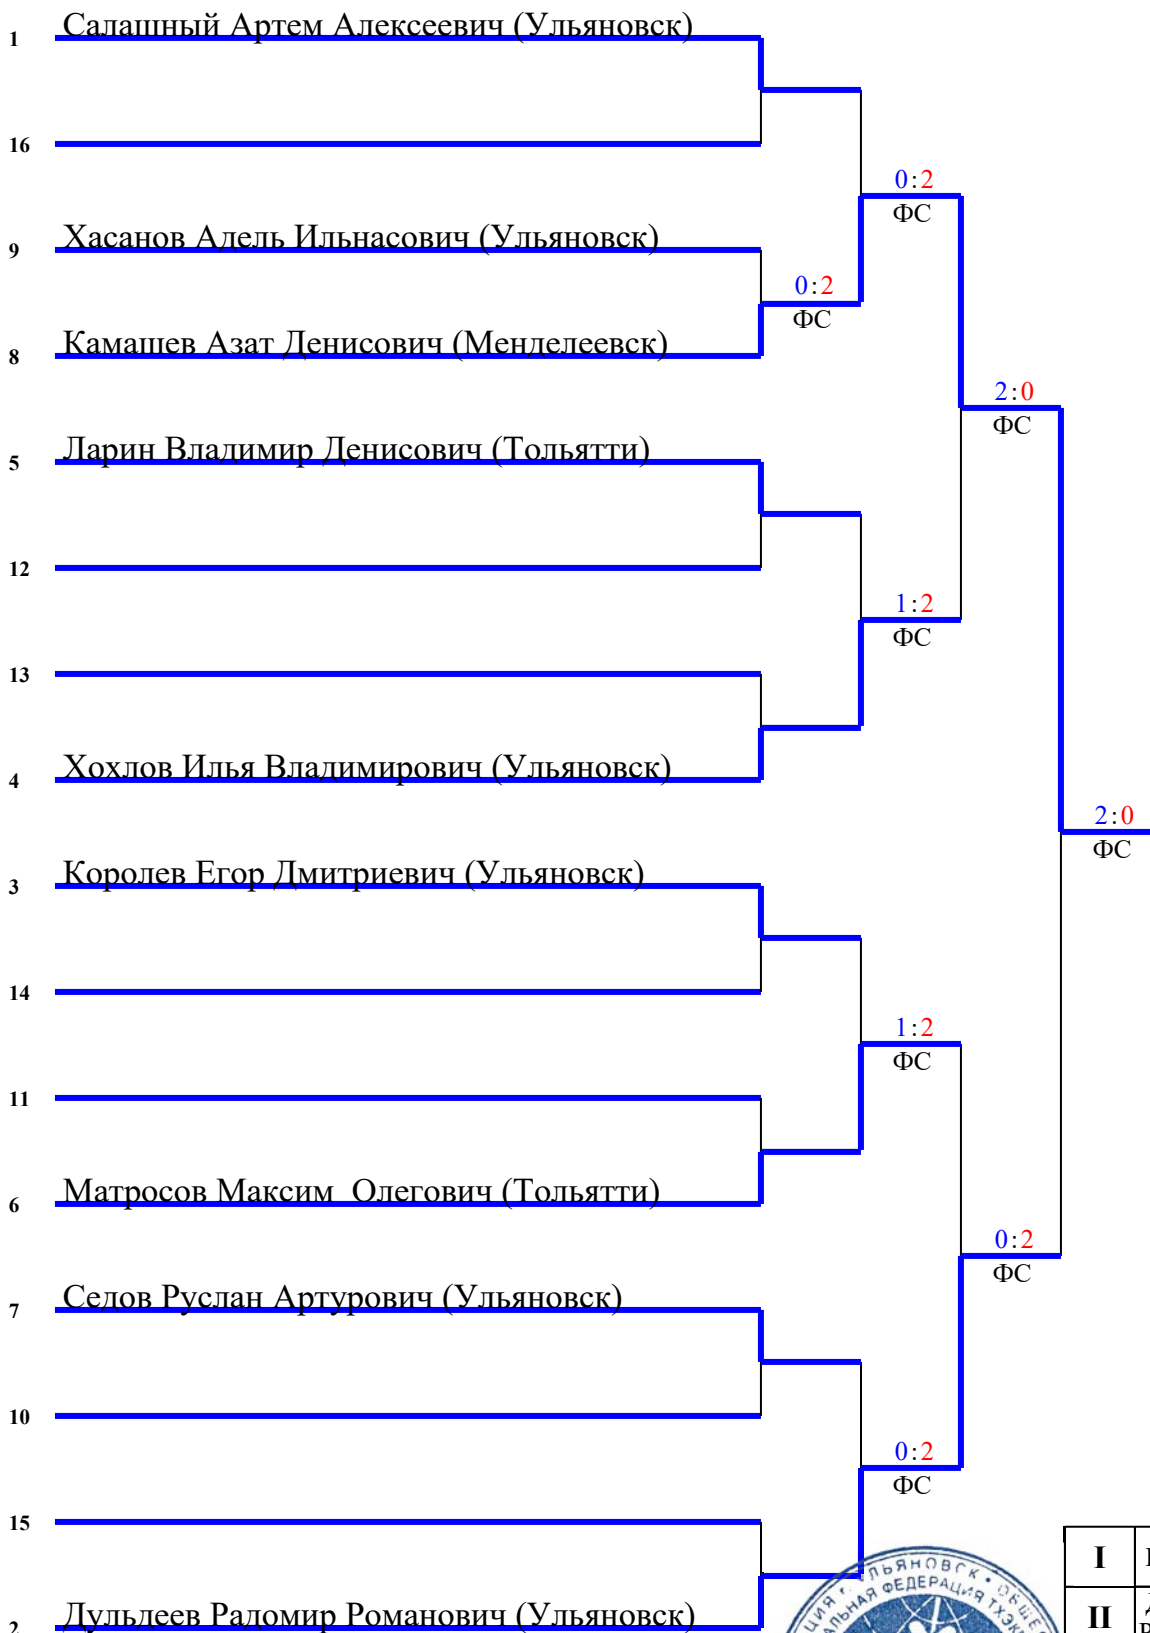 1 Салашный Артем Алексеевич (Ульяновск)
16
0:2
ФС
9 Хасанов Адель Ильнасович (Ульяновск)
0:2
ФС
8 Камашев Азат Денисович (Менделеевск)
2:0
ФС
5 Ларин Владимир Денисович (Тольятти)
12
1:2
ФС
13
4 Хохлов Илья Владимирович (Ульяновск)
2:0
ФС
3 Королев Егор Дмитриевич (Ульяновск)
14
1:2
ФС
11
6 Матросов Максим Олегович (Тольятти)
0:2
ФС
7 Седов Руслан Артурович (Ульяновск)
10
0:2
ФС
15
I
II
2 Дульдеев Радомир Романович (Ульяновск)
ФЕДЕРАЦИЯ